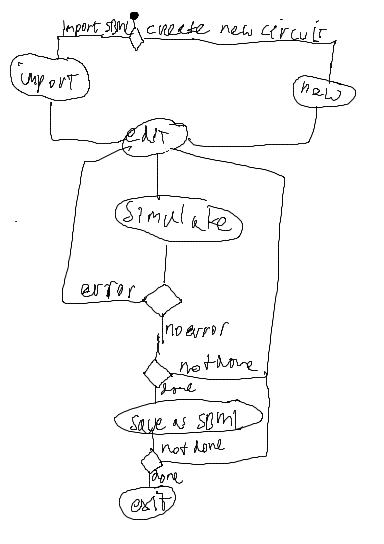 Import SBML create new circuit
import
new
edit
Simulate
error
no error
not done
done
Save as SBML
not done
done
exit